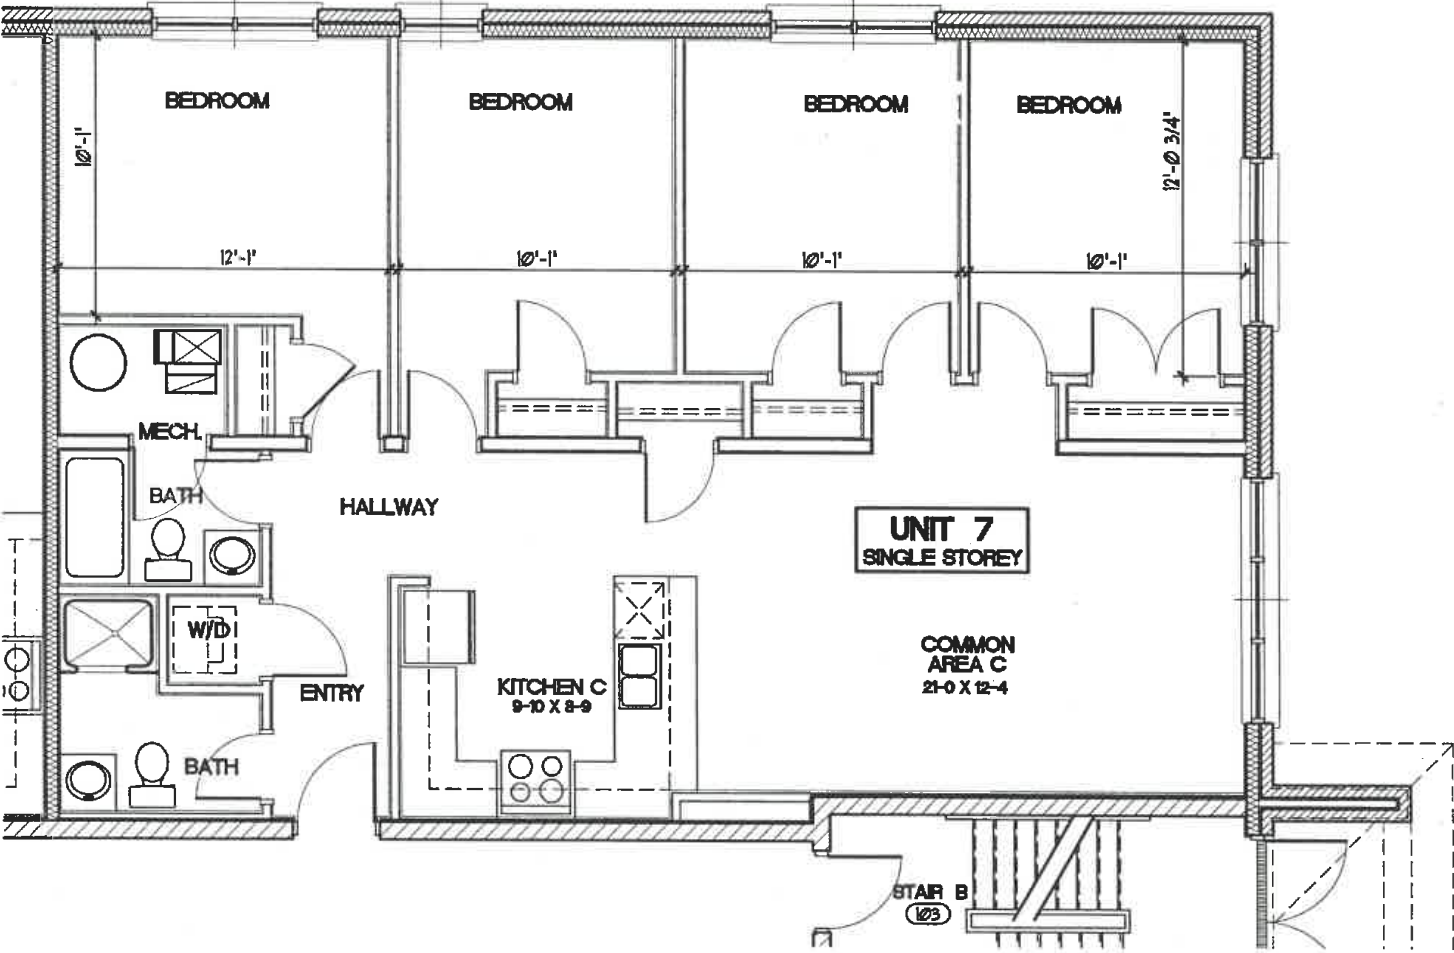 BEDROOM
BEDROOM
BEDROOM
BEDROOM
10'-1"
12'-0 3/4"
12'-1"
10'-1"
10'-1"
10'-1"
MECH.
BATH
HALLWAY
UNIT 7
SINGLE STOREY
W/D
ENTRY
KITCHEN C
9-10 X 8-9
COMMON
AREA C
21-0 X 12-4
BATH
STAIR B
103